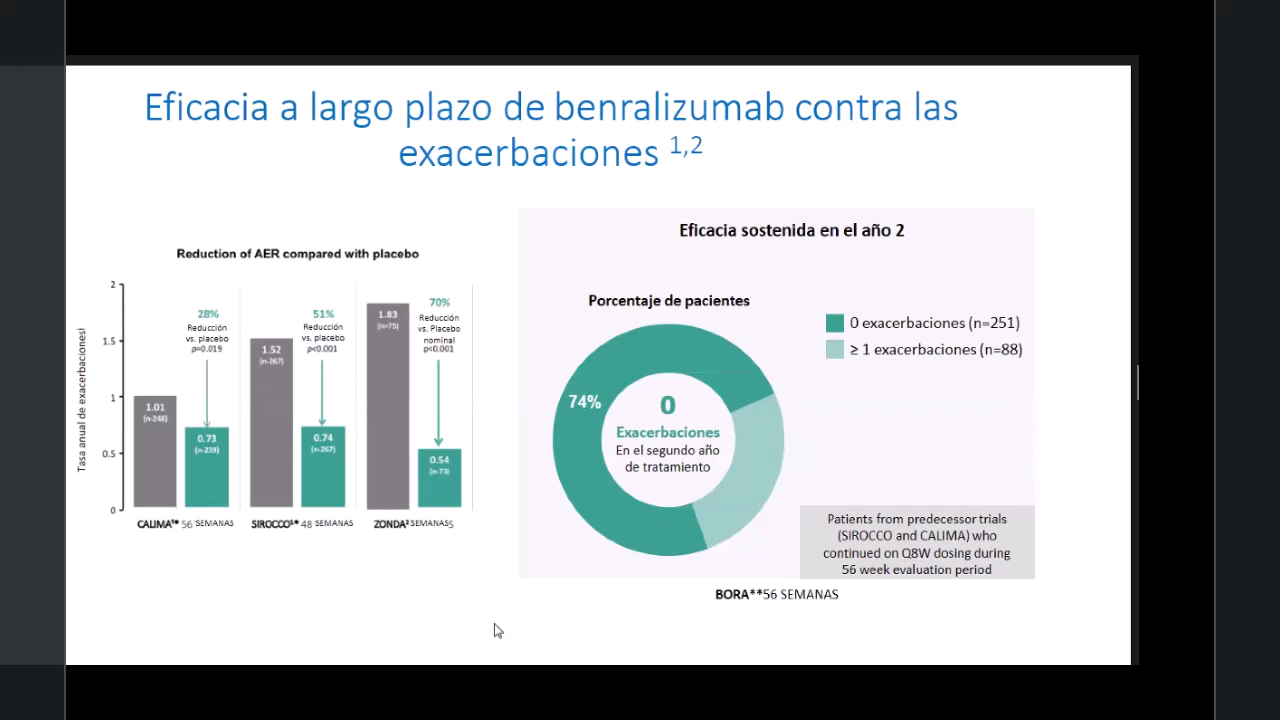 Eficacia a largo plazo de benralizumab contra las
exacerbaciones 1,2
Reduction of AER compared with placebo
Tasa anual de exacerbaciones
2
1.5
1
0.5
0
28%
Reducción
vs. placebo
p=0.019
1.01
(n-248)
0.73
(n-239)
51%
Reducción
vs. placebo
p<0.001
1.52
(n-267)
0.74
(n-267)
70%
Reducción
vs. Placebo
nominal
p<0.001
1.83
(n=75)
0.54
(n-73)
CALIMA 56 SEMANAS
SIROCCO 48 SEMANAS
ZONDA SEMANAS
Eficacia sostenida en el año 2
Porcentaje de pacientes
74%
0
Exacerbaciones
En el segundo año
de tratamiento
0 exacerbaciones (n=251)
≥ 1 exacerbaciones (n=88)
Patients from predecessor trials
(SIROCCO and CALIMA) who
continued on Q8W dosing during
56 week evaluation period
BORA**56 SEMANAS